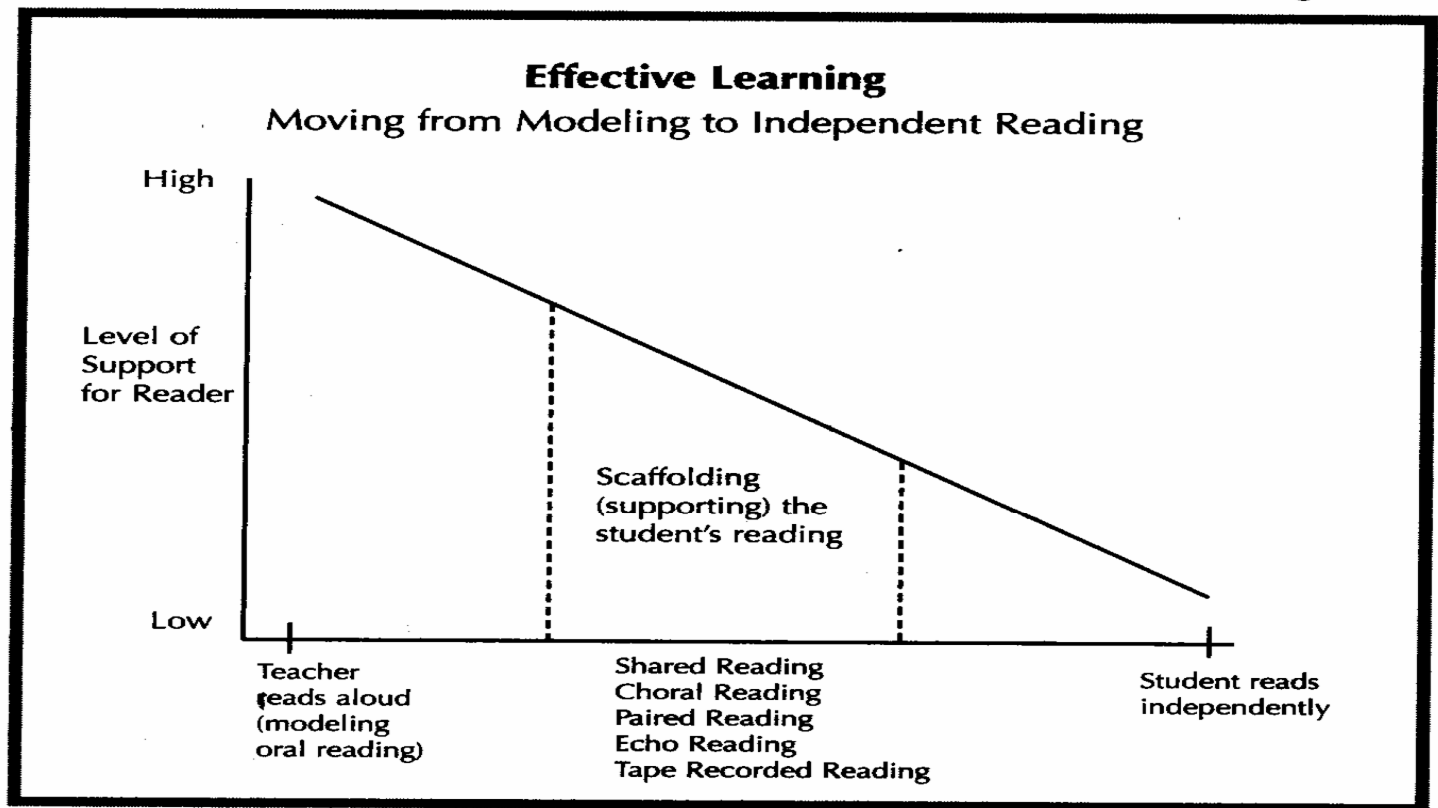 Effective Learning
Moving from Modeling to Independent Reading
High
Level of
Support
for Reader
Scaffolding
(supporting) the
student's reading
Low
Teacher
reads aloud
(modeling
oral reading)
Shared Reading
Choral Reading
Paired Reading
Echo Reading
Tape Recorded Reading
Student reads
independently